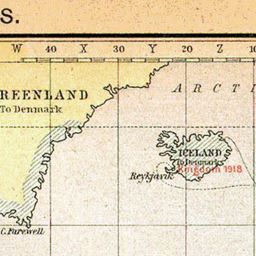 S.
W 40 X 30 Y 20 Z 10
REENLAND
To Denmark
ARCTI
ICELAND
To Denmark
Kingdom 1918
Reykjavik
C. Farewell